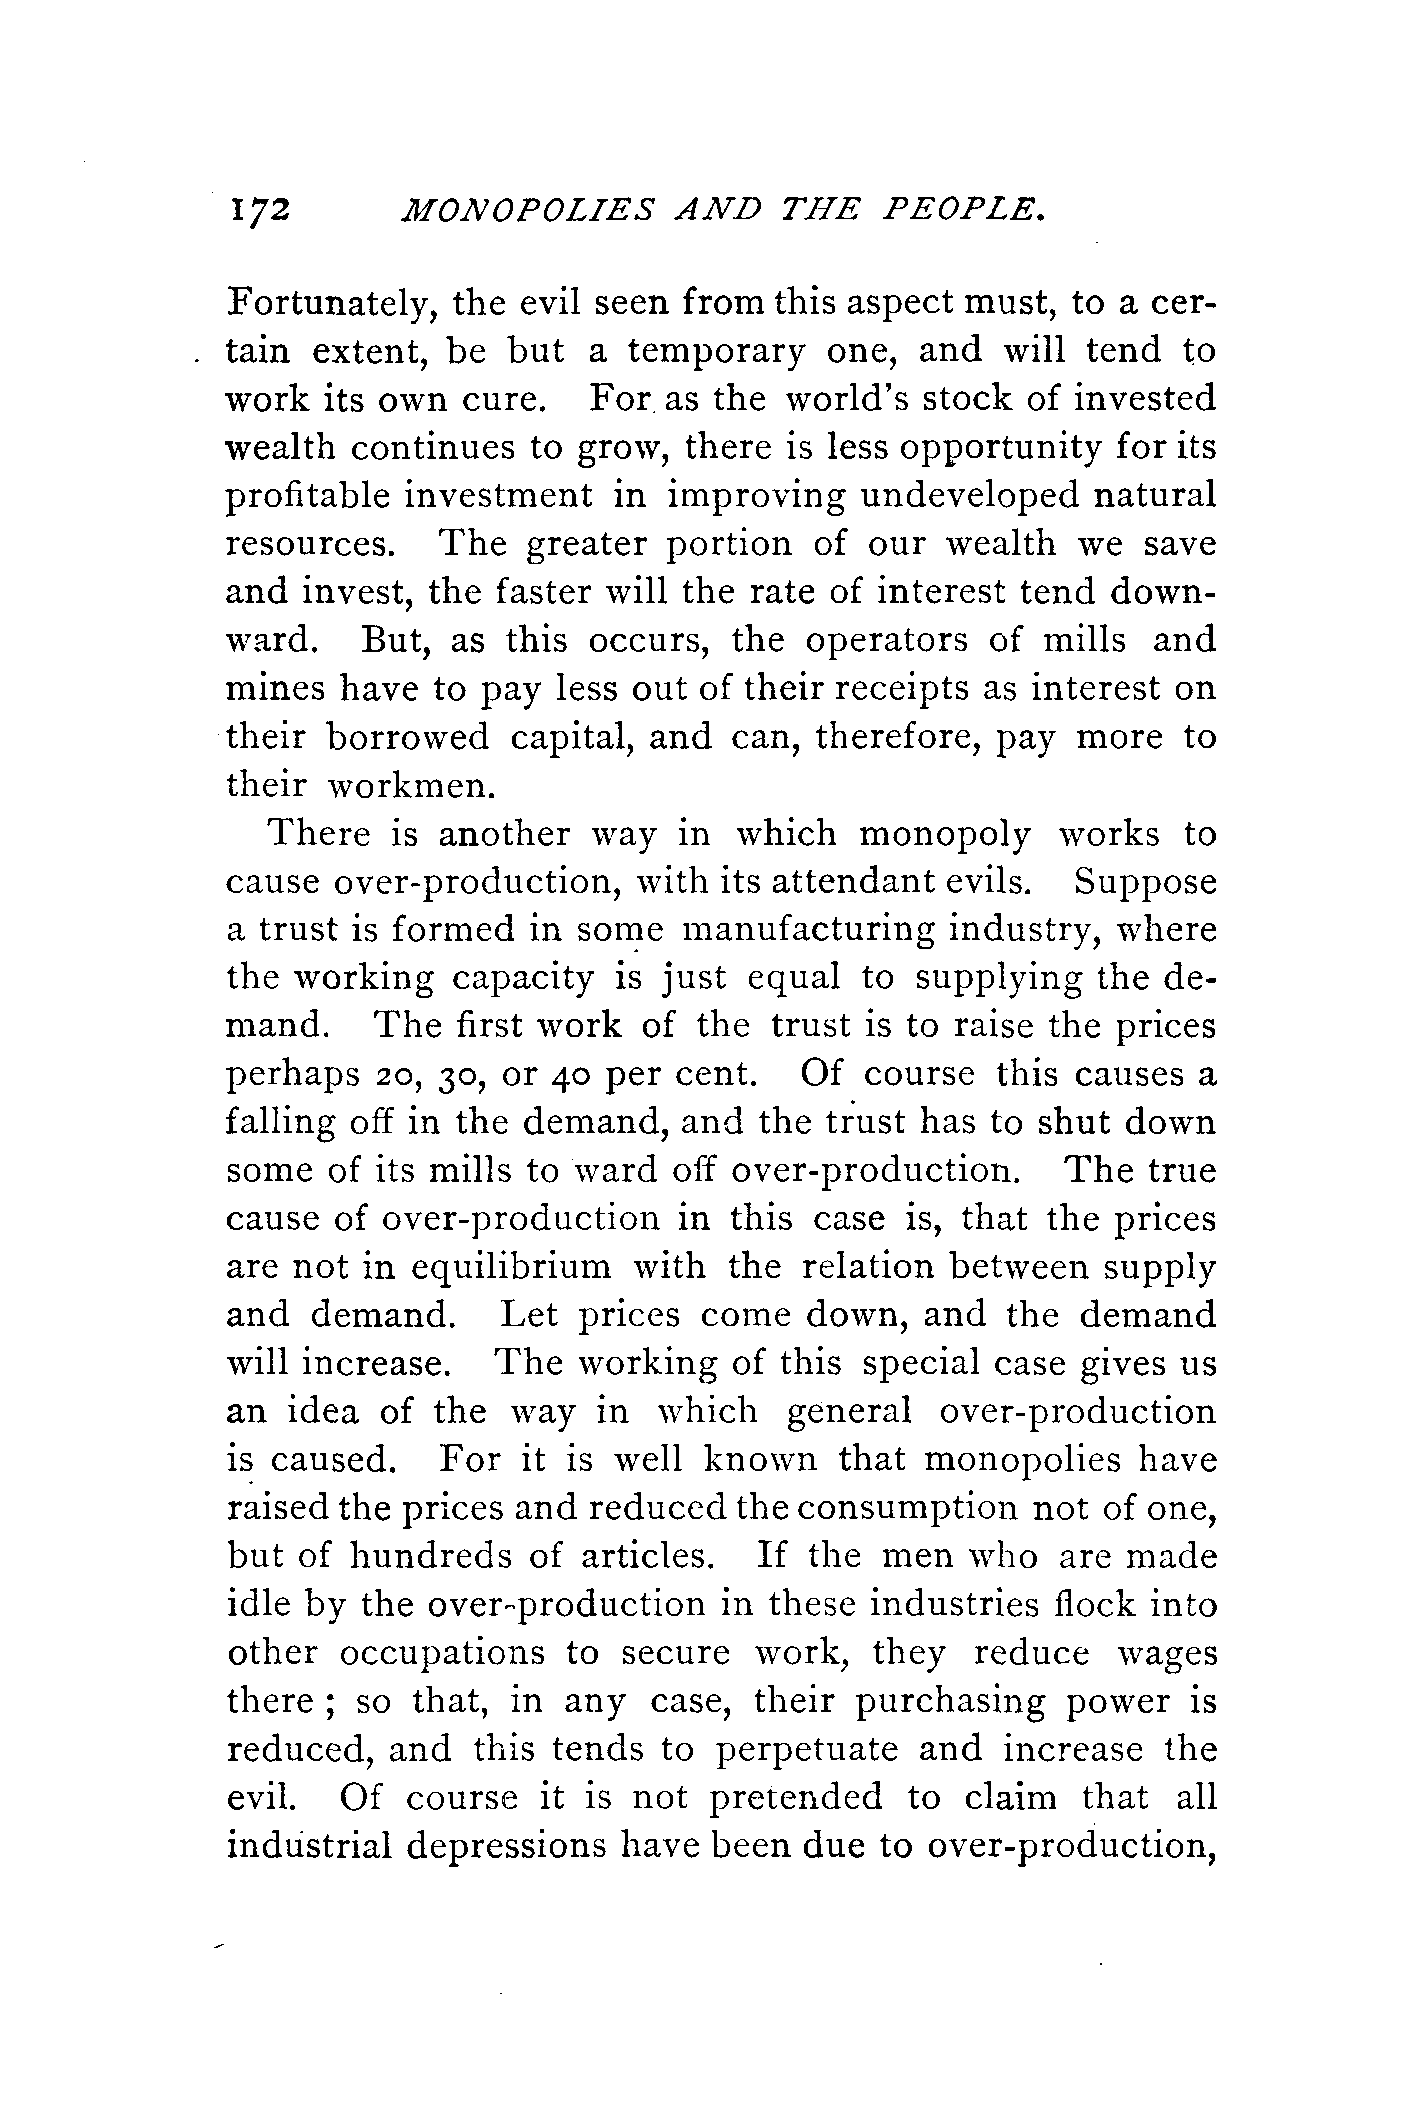 172 MONOPOLIES AND THE PEOPLE.
Fortunately, the evil seen from this aspect must, to a cer-
tain extent, be but a temporary one, and will tend to
work its own cure. For as the world's stock of invested
wealth continues to grow, there is less opportunity for its
profitable investment in improving undeveloped natural
resources. The greater portion of our wealth we save
and invest, the faster will the rate of interest tend down-
ward. But, as this occurs, the operators of mills and
mines have to pay less out of their receipts as interest on
their borrowed capital, and can, therefore, pay more to
their workmen.
There is another way in which monopoly works to
cause over-production, with its attendant evils. Suppose
a trust is formed in some manufacturing industry, where
the working capacity is just equal to supplying the de-
mand. The first work of the trust is to raise the prices
perhaps 20, 30, or 40 per cent. Of course this causes a
falling off in the demand, and the trust has to shut down
some of its mills to ward off over-production. The true
cause of over-production in this case is, that the prices
are not in equilibrium with the relation between supply
and demand. Let prices come down, and the demand
will increase. The working of this special case gives us
an idea of the way in which general over-production
is caused. For it is well known that monopolies have
raised the prices and reduced the consumption not of one,
but of hundreds of articles. If the men who are made
idle by the over-production in these industries flock into
other occupations to secure work, they reduce wages
there ; so that, in any case, their purchasing power is
reduced, and this tends to perpetuate and increase the
evil. Of course it is not pretended to claim that all
industrial depressions have been due to over-production,